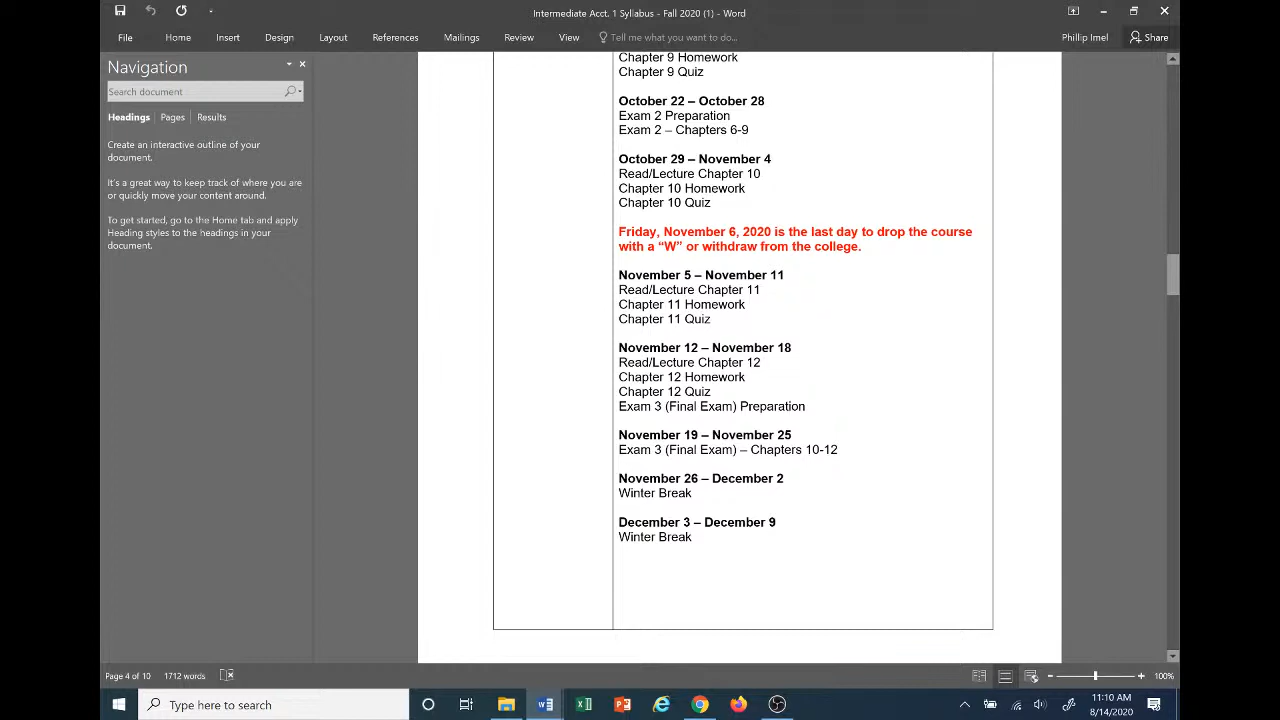 Intermediate Acct. 1 Syllabus - Fall 2020 (1) - Word
File Home Insert Design Layout References Mailings Review View Tell me what you want to do... Phillip Imel Share
Navigation
Search document
Headings Pages Results
Create an interactive outline of your
document.
It's a great way to keep track of where you are
or quickly move your content around.
To get started, go to the Home tab and apply
Heading styles to the headings in your
document.
Chapter 9 Homework
Chapter 9 Quiz
October 22 – October 28
Exam 2 Preparation
Exam 2 – Chapters 6-9
October 29 – November 4
Read/Lecture Chapter 10
Chapter 10 Homework
Chapter 10 Quiz
Friday, November 6, 2020 is the last day to drop the course
with a “W” or withdraw from the college.
November 5 – November 11
Read/Lecture Chapter 11
Chapter 11 Homework
Chapter 11 Quiz
November 12 – November 18
Read/Lecture Chapter 12
Chapter 12 Homework
Chapter 12 Quiz
Exam 3 (Final Exam) Preparation
November 19 – November 25
Exam 3 (Final Exam) – Chapters 10-12
November 26 – December 2
Winter Break
December 3 – December 9
Winter Break
Page 4 of 10 1712 words 100%
Type here to search
11:10 AM
8/14/2020